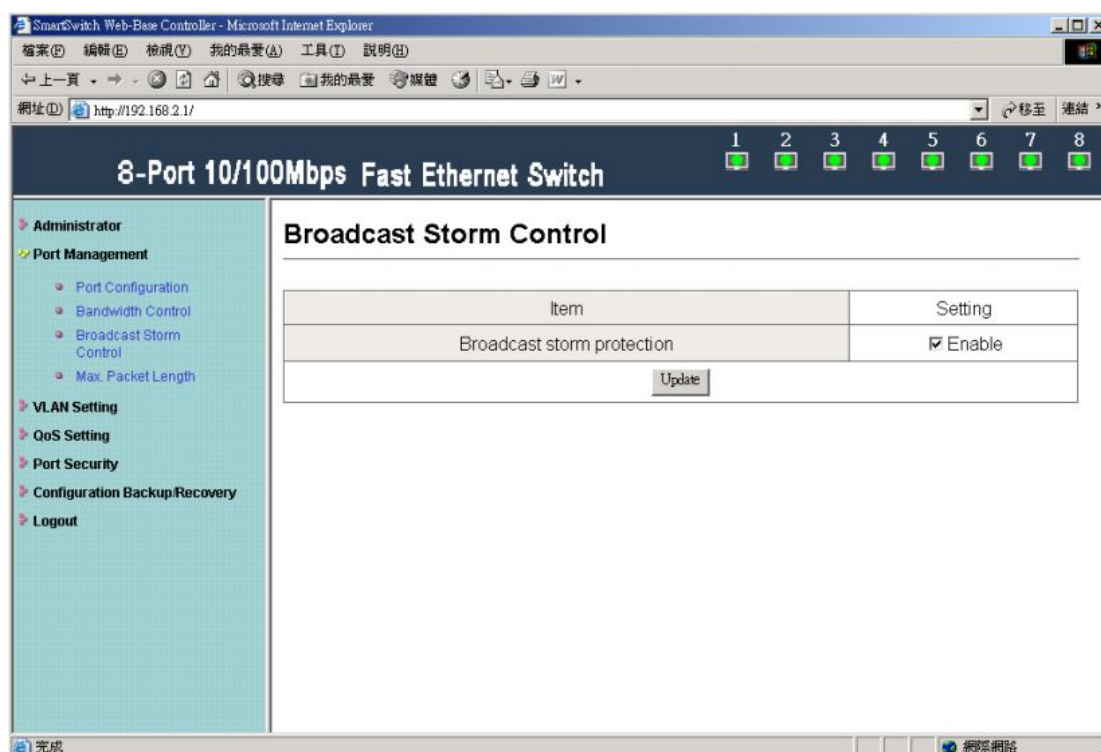 SmartSwitch Web-Base Controller - Microsoft Internet Explorer
檔案(F) 編輯(E) 檢視(V) 我的最愛(A) 工具(T) 説明(H)
上一頁 搜尋 我的最愛 媒體
網址(D) http://192.168.2.1/ 移至 連結 »
1 2 3 4 5 6 7 8
8-Port 10/100Mbps Fast Ethernet Switch
Administrator
Port Management
Port Configuration
Bandwidth Control
Broadcast Storm
Control
Max. Packet Length
VLAN Setting
QoS Setting
Port Security
Configuration Backup/Recovery
Logout
Broadcast Storm Control
Item Setting
Broadcast storm protection Enable
Update
完成 網際網路